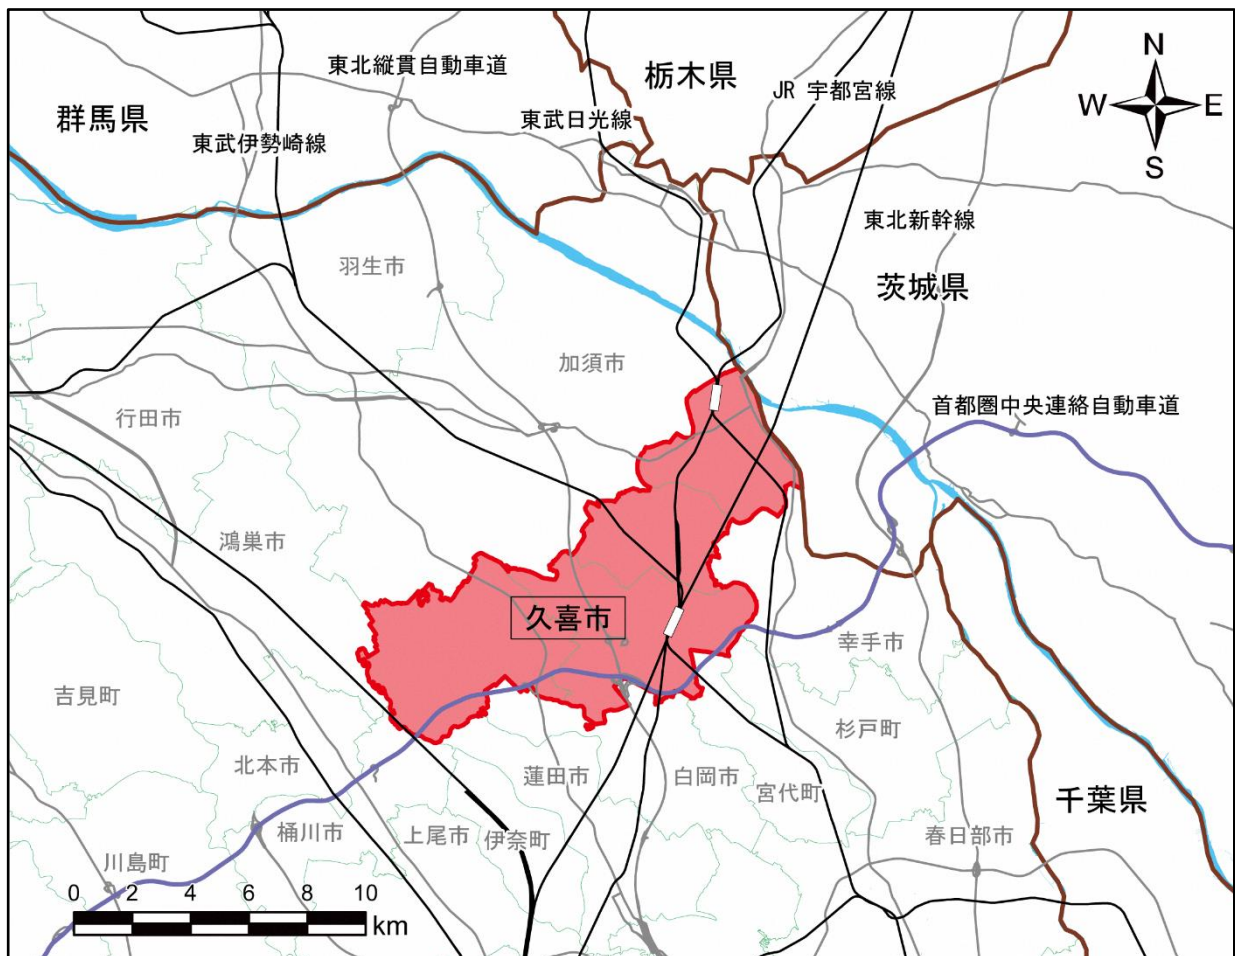 栃木県
東北縦貫自動車道
JR 宇都宮線
N
W
E
S
群馬県
東武伊勢崎線
東武日光線
東北新幹線
羽生市
茨城県
加須市
行田市
首都圏中央連絡自動車道
鴻巣市
久喜市
幸手市
吉見町
杉戸町
北本市
蓮田市
白岡市
宮代町
千葉県
桶川市
上尾市
伊奈町
春日部市
川島町
0 2 4 6 8 10
km